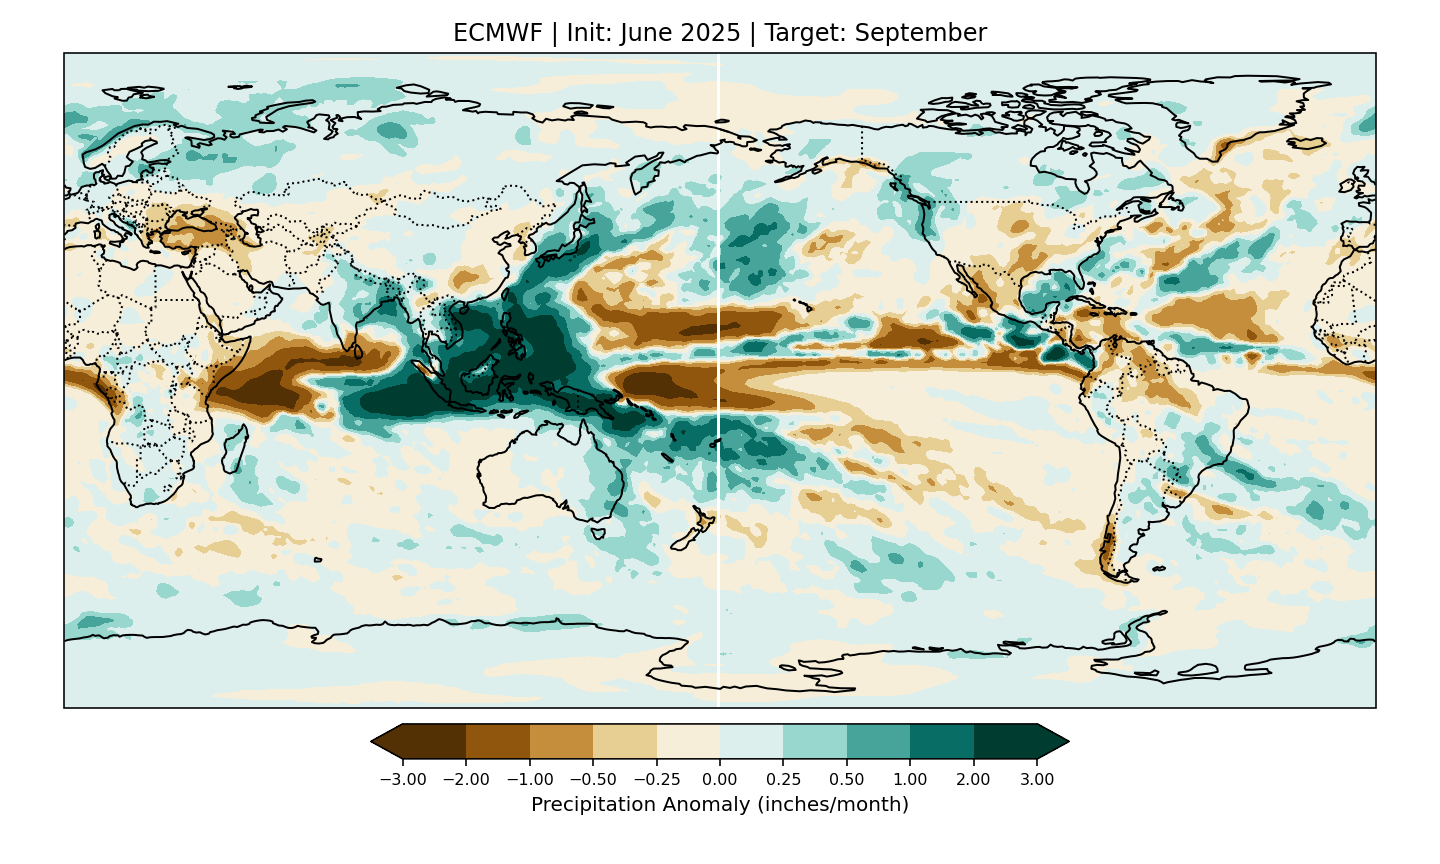 ECMWF | Init: June 2025 | Target: September
−3.00 −2.00 −1.00 −0.50 −0.25 0.00 0.25 0.50 1.00 2.00 3.00
Precipitation Anomaly (inches/month)